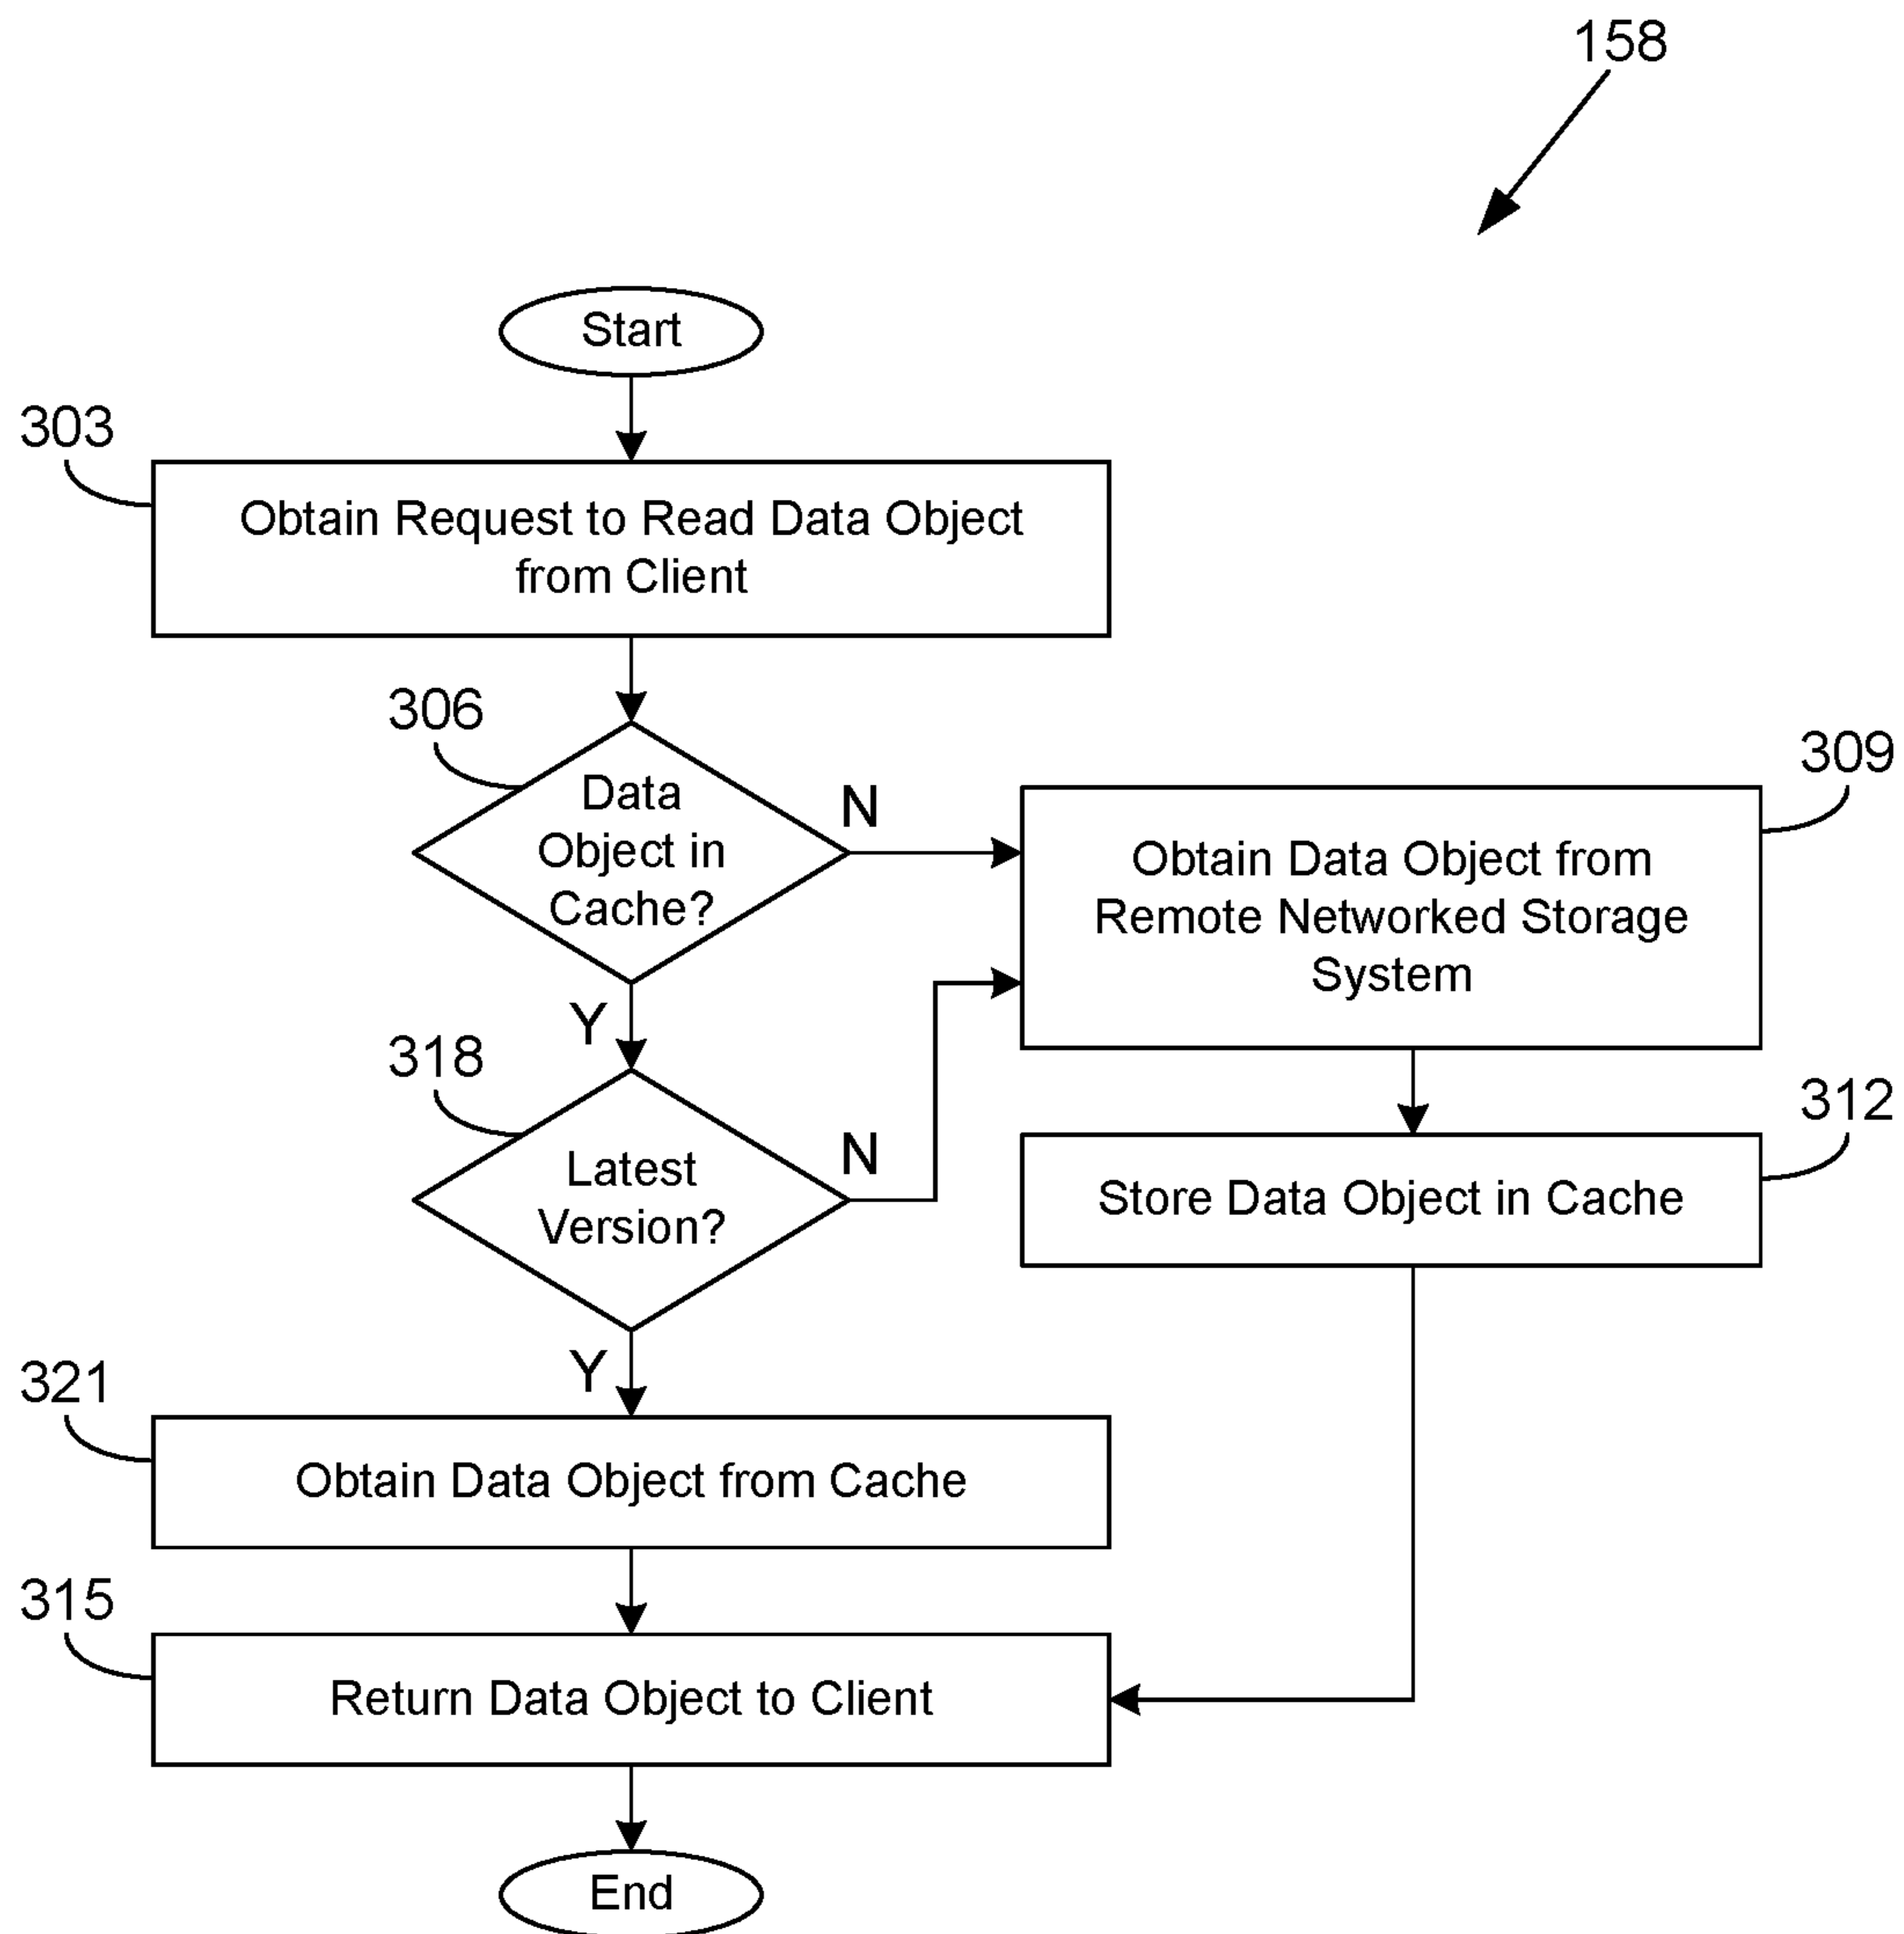 158
Start
303
Obtain Request to Read Data Object
from Client
306
Data
Object in
Cache?
N
309
Obtain Data Object from
Remote Networked Storage
System
Y
318
Latest
Version?
N
312
Store Data Object in Cache
Y
321
Obtain Data Object from Cache
315
Return Data Object to Client
End